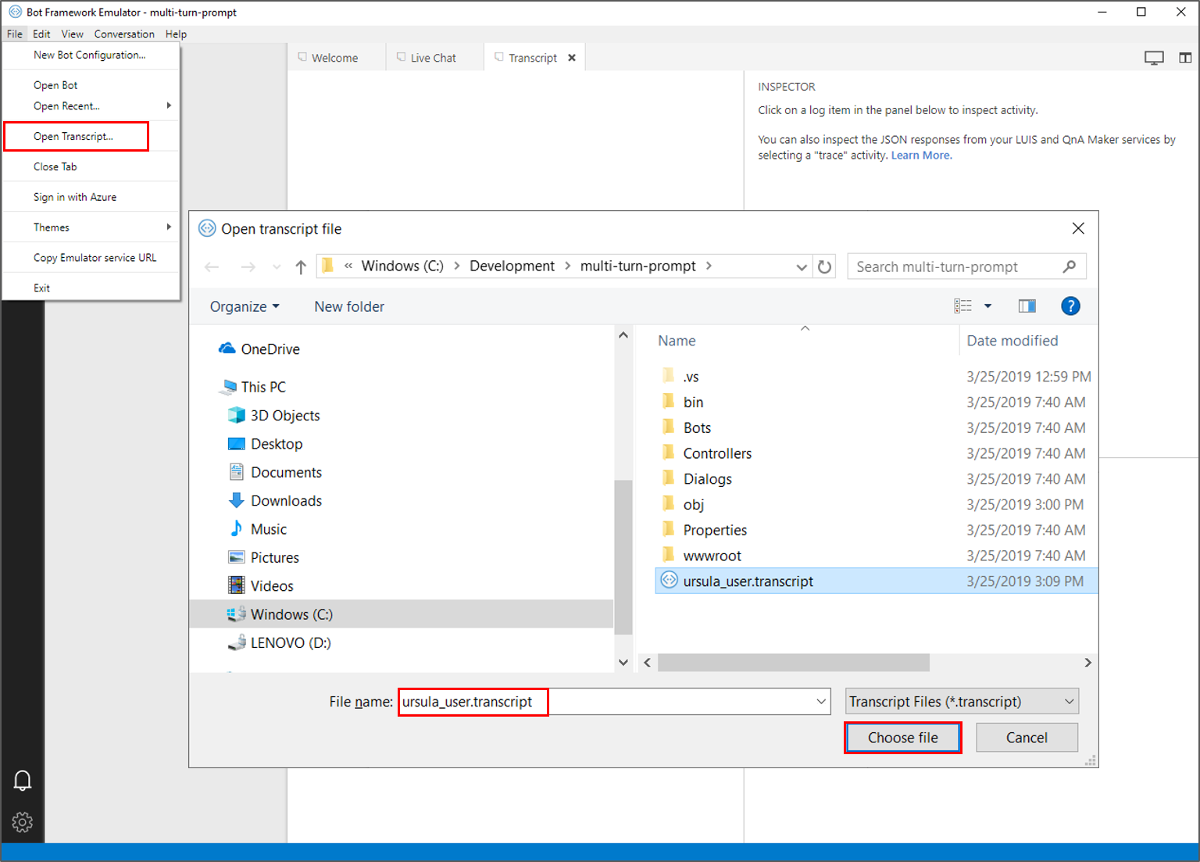 Bot Framework Emulator - multi-turn-prompt
File Edit View Conversation Help
New Bot Configuration...
Open Bot
Open Recent...
Open Transcript...
Close Tab
Sign in with Azure
Themes
Copy Emulator service URL
Exit
Welcome
Live Chat
Transcript
INSPECTOR
Click on a log item in the panel below to inspect activity.
You can also inspect the JSON responses from your LUIS and QnA Maker services by
selecting a "trace" activity. Learn More.
Open transcript file
« Windows (C:) > Development > multi-turn-prompt >
Search multi-turn-prompt
Organize
New folder
OneDrive
This PC
3D Objects
Desktop
Documents
Downloads
Music
Pictures
Videos
Windows (C:)
LENOVO (D:)
Name Date modified
.vs 3/25/2019 12:59 PM
bin 3/25/2019 7:40 AM
Bots 3/25/2019 7:40 AM
Controllers 3/25/2019 7:40 AM
Dialogs 3/25/2019 7:40 AM
obj 3/25/2019 3:00 PM
Properties 3/25/2019 7:40 AM
wwwroot 3/25/2019 7:40 AM
ursula_user.transcript 3/25/2019 3:09 PM
File name: ursula_user.transcript
Transcript Files (*.transcript)
Choose file
Cancel